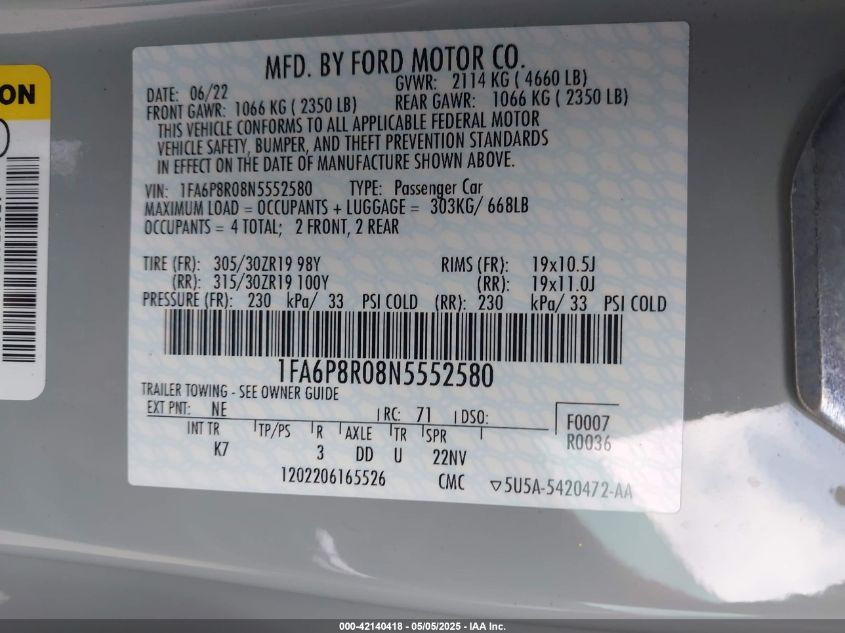 ON
MFD. BY FORD MOTOR CO.
DATE: 06/22 GVWR: 2114 KG ( 4660 LB)
FRONT GAWR: 1066 KG ( 2350 LB) REAR GAWR: 1066 KG ( 2350 LB)
THIS VEHICLE CONFORMS TO ALL APPLICABLE FEDERAL MOTOR
VEHICLE SAFETY, BUMPER, AND THEFT PREVENTION STANDARDS
IN EFFECT ON THE DATE OF MANUFACTURE SHOWN ABOVE.
VIN: 1FA6P8R08N5552580 TYPE: Passenger Car
MAXIMUM LOAD = OCCUPANTS + LUGGAGE = 303KG/ 668LB
OCCUPANTS = 4 TOTAL; 2 FRONT, 2 REAR
TIRE (FR): 305/30ZR19 98Y RIMS (FR): 19x10.5J
(RR): 315/30ZR19 100Y (RR): 19x11.0J
PRESSURE (FR): 230 kPa/ 33 PSI COLD (RR): 230 kPa/ 33 PSI COLD
1FA6P8R08N5552580
TRAILER TOWING - SEE OWNER GUIDE
EXT PNT: NE RC: 71 DSO: F0007
INT TR TP/PS R AXLE TR SPR R0036
K7 3 DD U 22NV
1202206165526 CMC ▽5U5A-5420472-AA
000-42140418 - 05/05/2025 - IAA Inc.